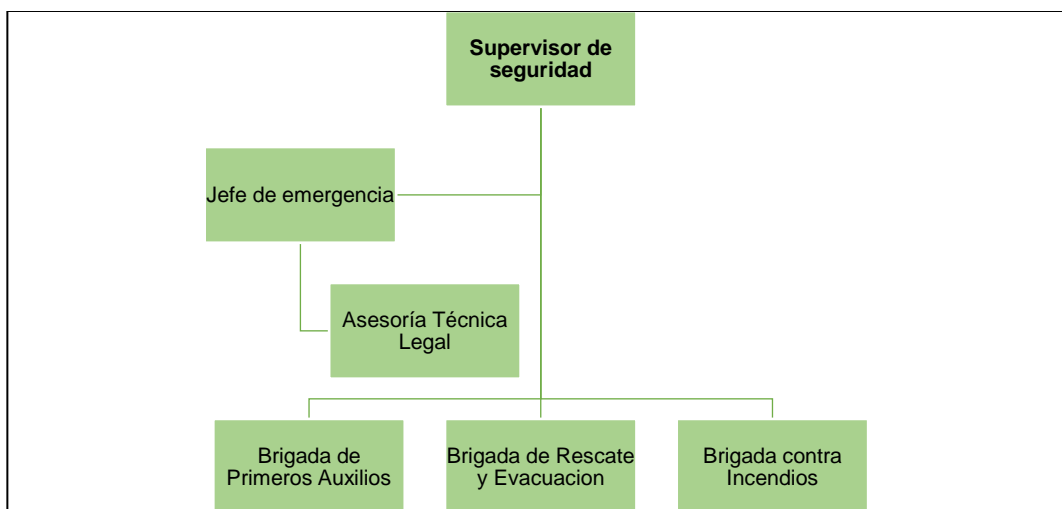 Supervisor de
seguridad
Jefe de emergencia
Asesoría Técnica
Legal
Brigada de
Primeros Auxilios
Brigada de Rescate
y Evacuacion
Brigada contra
Incendios